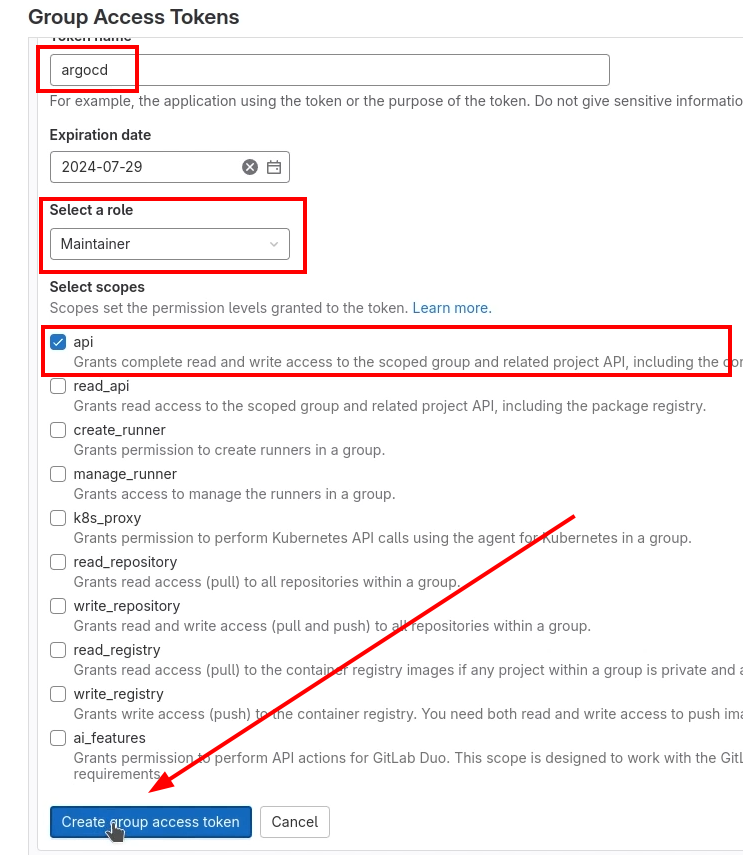 Group Access Tokens
Token name
argocd
For example, the application using the token or the purpose of the token. Do not give sensitive
Expiration date
2024-07-29
Select a role
Maintainer
Select scopes
Scopes set the permission levels granted to the token. Learn more.
api
Grants complete read and write access to the scoped group and related project API, including the
read_api
Grants read access to the scoped group and related project API, including the package registry.
create_runner
Grants permission to create runners in a group.
manage_runner
Grants access to manage the runners in a group.
k8s_proxy
Grants permission to perform Kubernetes API calls using the agent for Kubernetes in a group.
read_repository
Grants read access (pull) to all repositories within a group.
write_repository
Grants read and write access (pull and push) to all repositories within a group.
read_registry
Grants read access (pull) to the container registry images if any project within a group is private and
write_registry
Grants write access (push) to the container registry. You need both read and write access to push
ai_features
Grants permission to perform API actions for GitLab Duo. This scope is designed to work with the
requirements.
Create group access token
Cancel